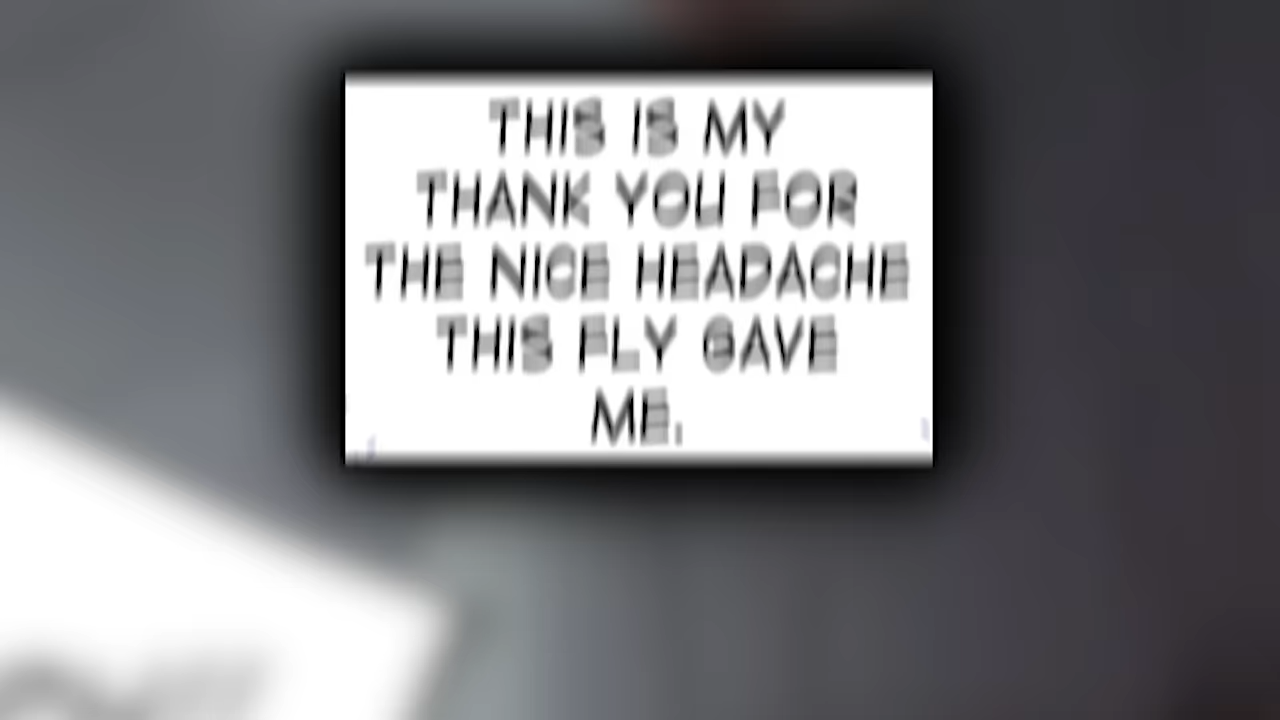 THIS IS MY
THANK YOU FOR
THE NICE HEADACHE
THIS FLY GAVE
ME.